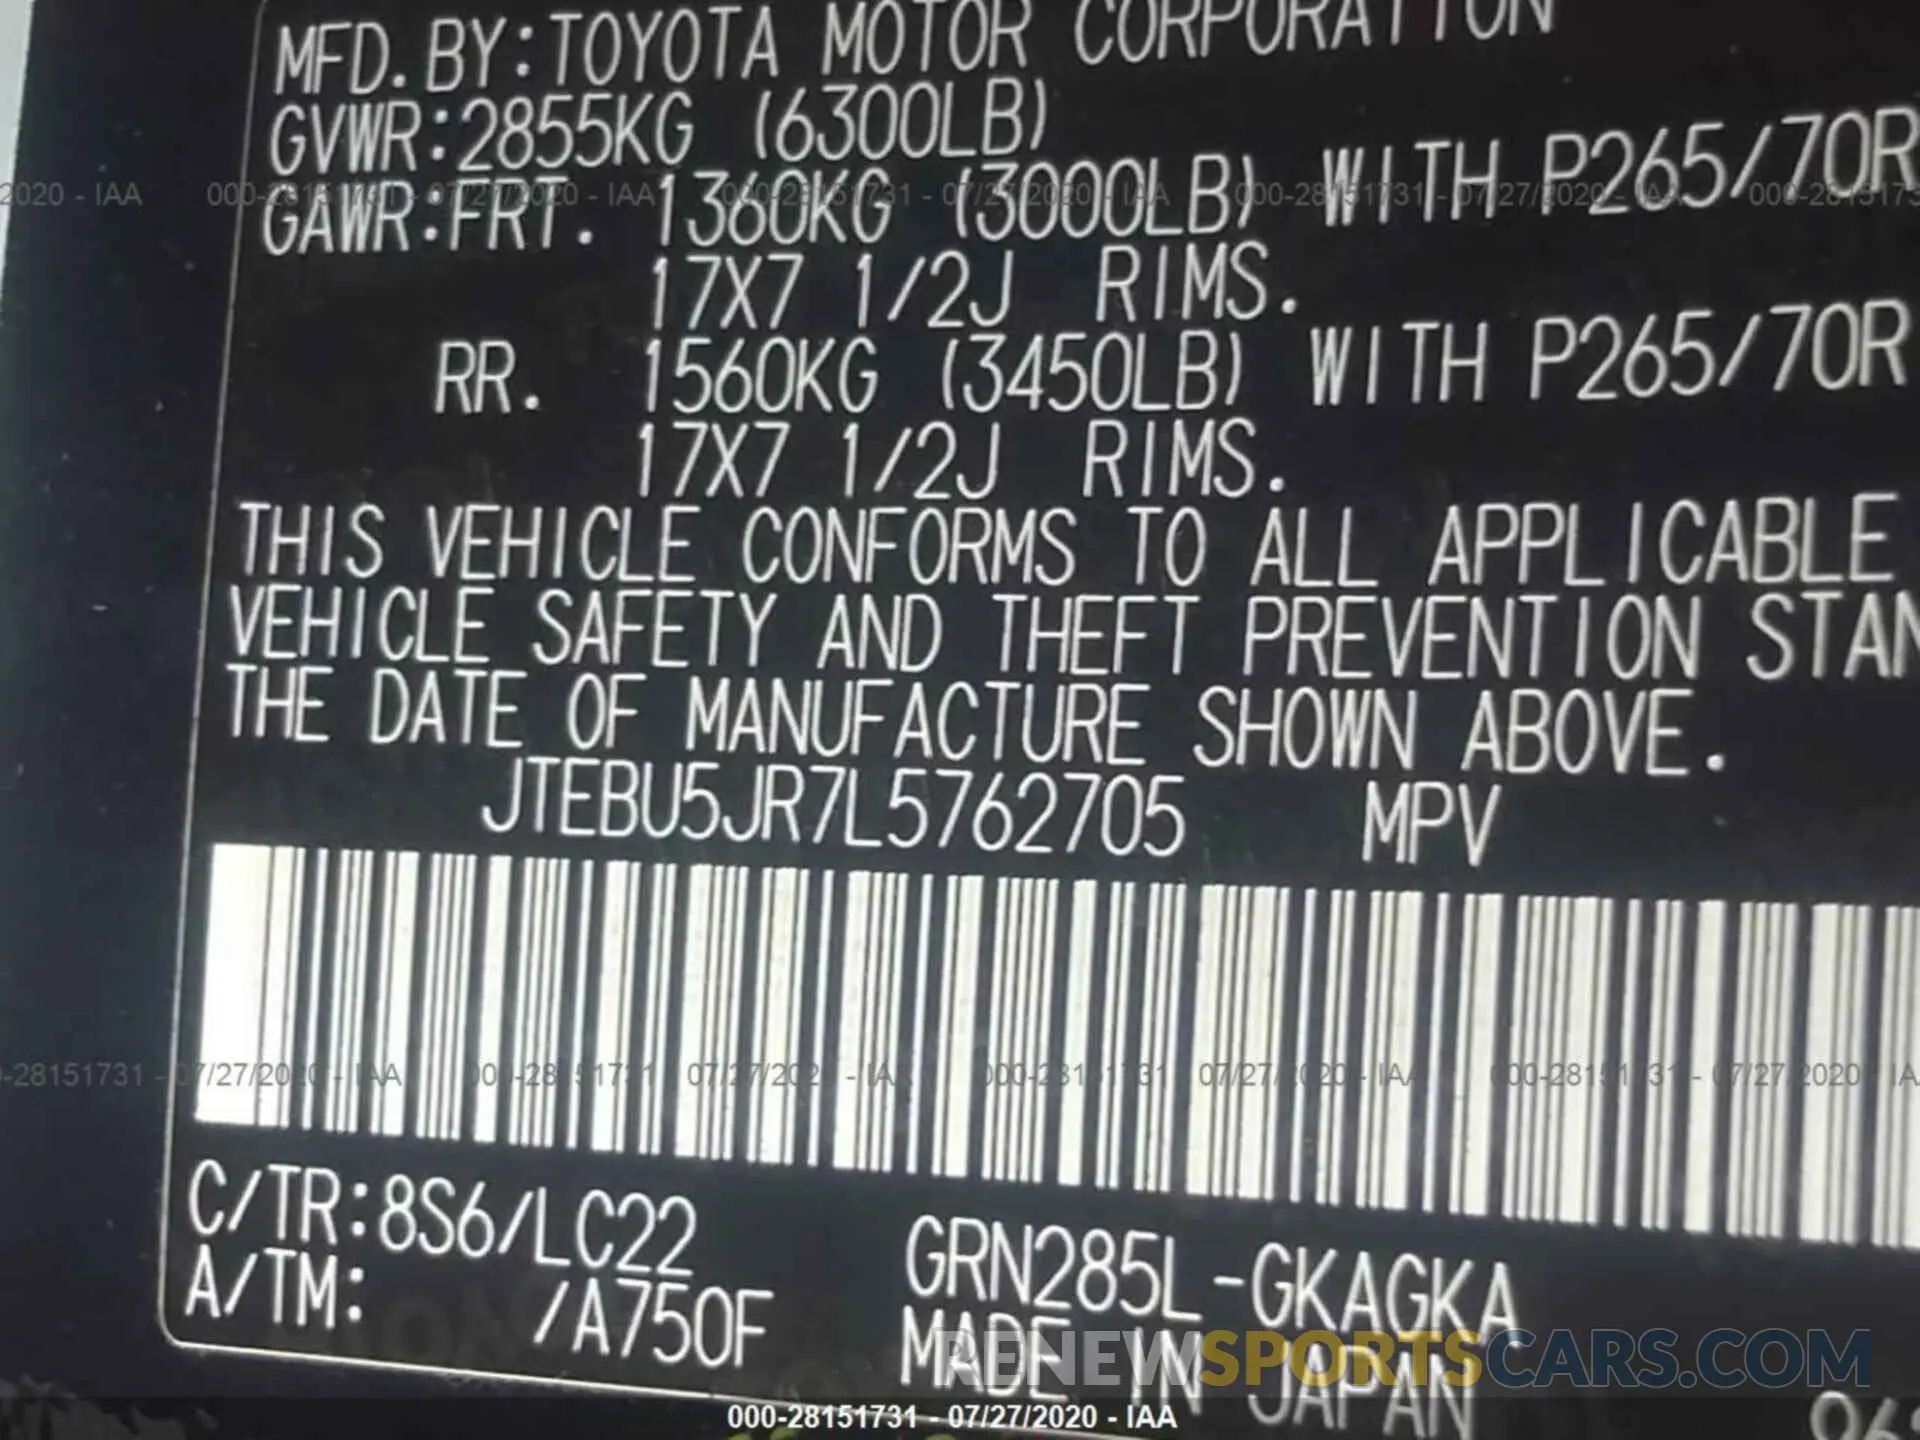 MFD.BY:TOYOTA MOTOR CORPORATION
GVWR:2855KG (6300LB)
GAWR:FRT. 1360KG (3000LB) WITH P265/70R
17X7 1/2J RIMS.
RR. 1560KG (3450LB) WITH P265/70R
17X7 1/2J RIMS.
THIS VEHICLE CONFORMS TO ALL APPLICABLE
VEHICLE SAFETY AND THEFT PREVENTION STAN
THE DATE OF MANUFACTURE SHOWN ABOVE.
JTEBU5JR7L5762705 MPV
C/TR:8S6/LC22 GRN285L-GKAGKA
A/TM: /A750F MADE IN JAPAN
RENEWSPORTSCARS.COM
000-28151731 - 07/27/2020 - IAA